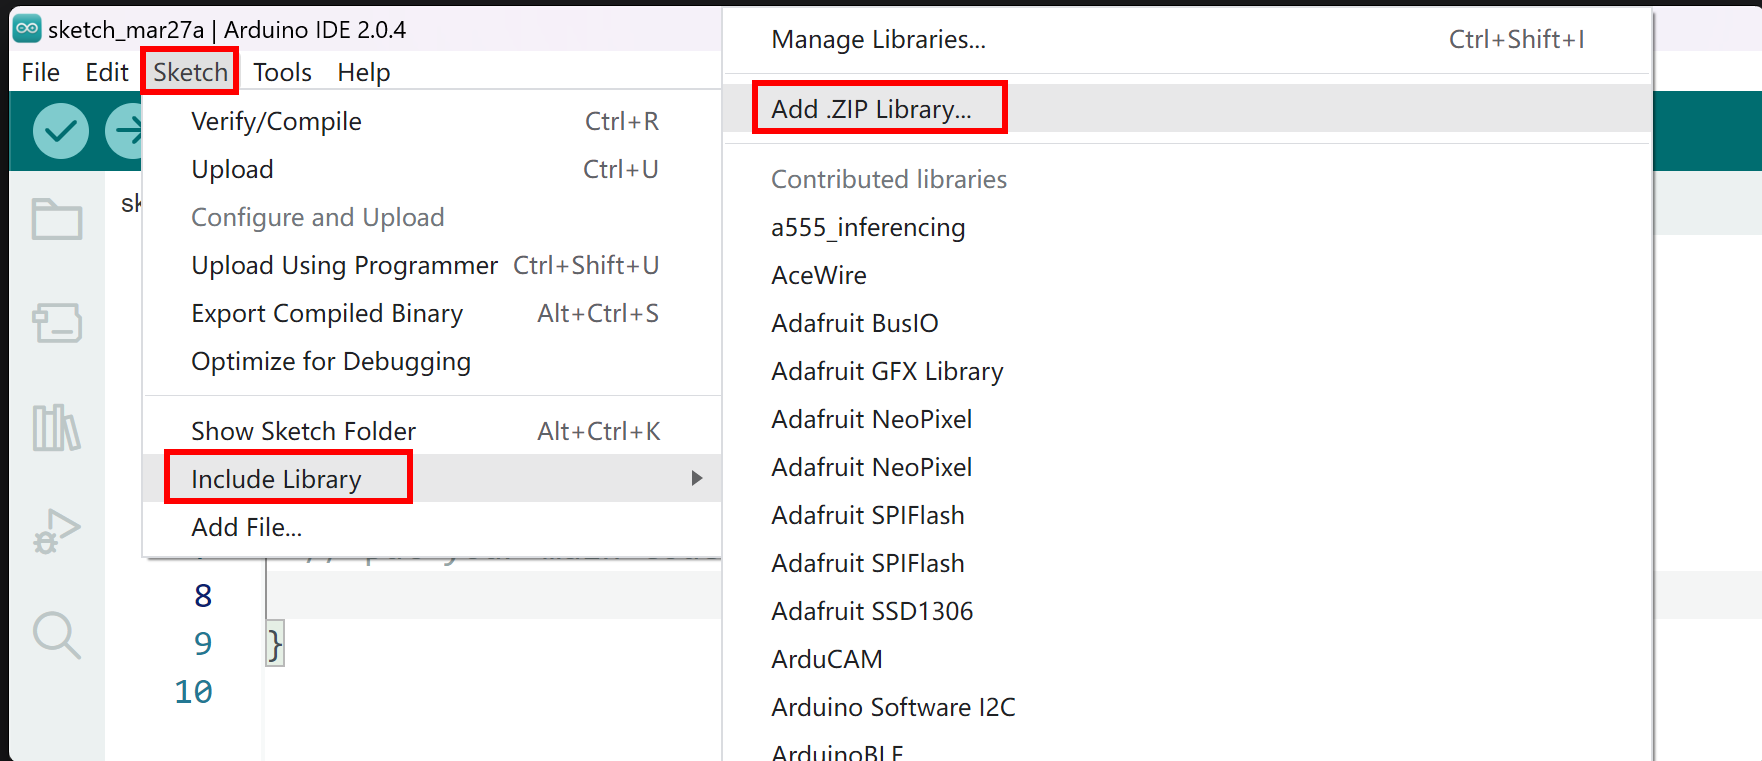 sketch_mar27a | Arduino IDE 2.0.4
File Edit Sketch Tools Help
Verify/Compile Ctrl+R
Upload Ctrl+U
Configure and Upload
Upload Using Programmer Ctrl+Shift+U
Export Compiled Binary Alt+Ctrl+S
Optimize for Debugging
Show Sketch Folder Alt+Ctrl+K
Include Library
Add File...
Manage Libraries... Ctrl+Shift+I
Add .ZIP Library...
Contributed libraries
a555_inferencing
AceWire
Adafruit BusIO
Adafruit GFX Library
Adafruit NeoPixel
Adafruit NeoPixel
Adafruit SPIFlash
Adafruit SPIFlash
Adafruit SSD1306
ArduCAM
Arduino Software I2C
ArduinoBLE
sk
8
9 }
10